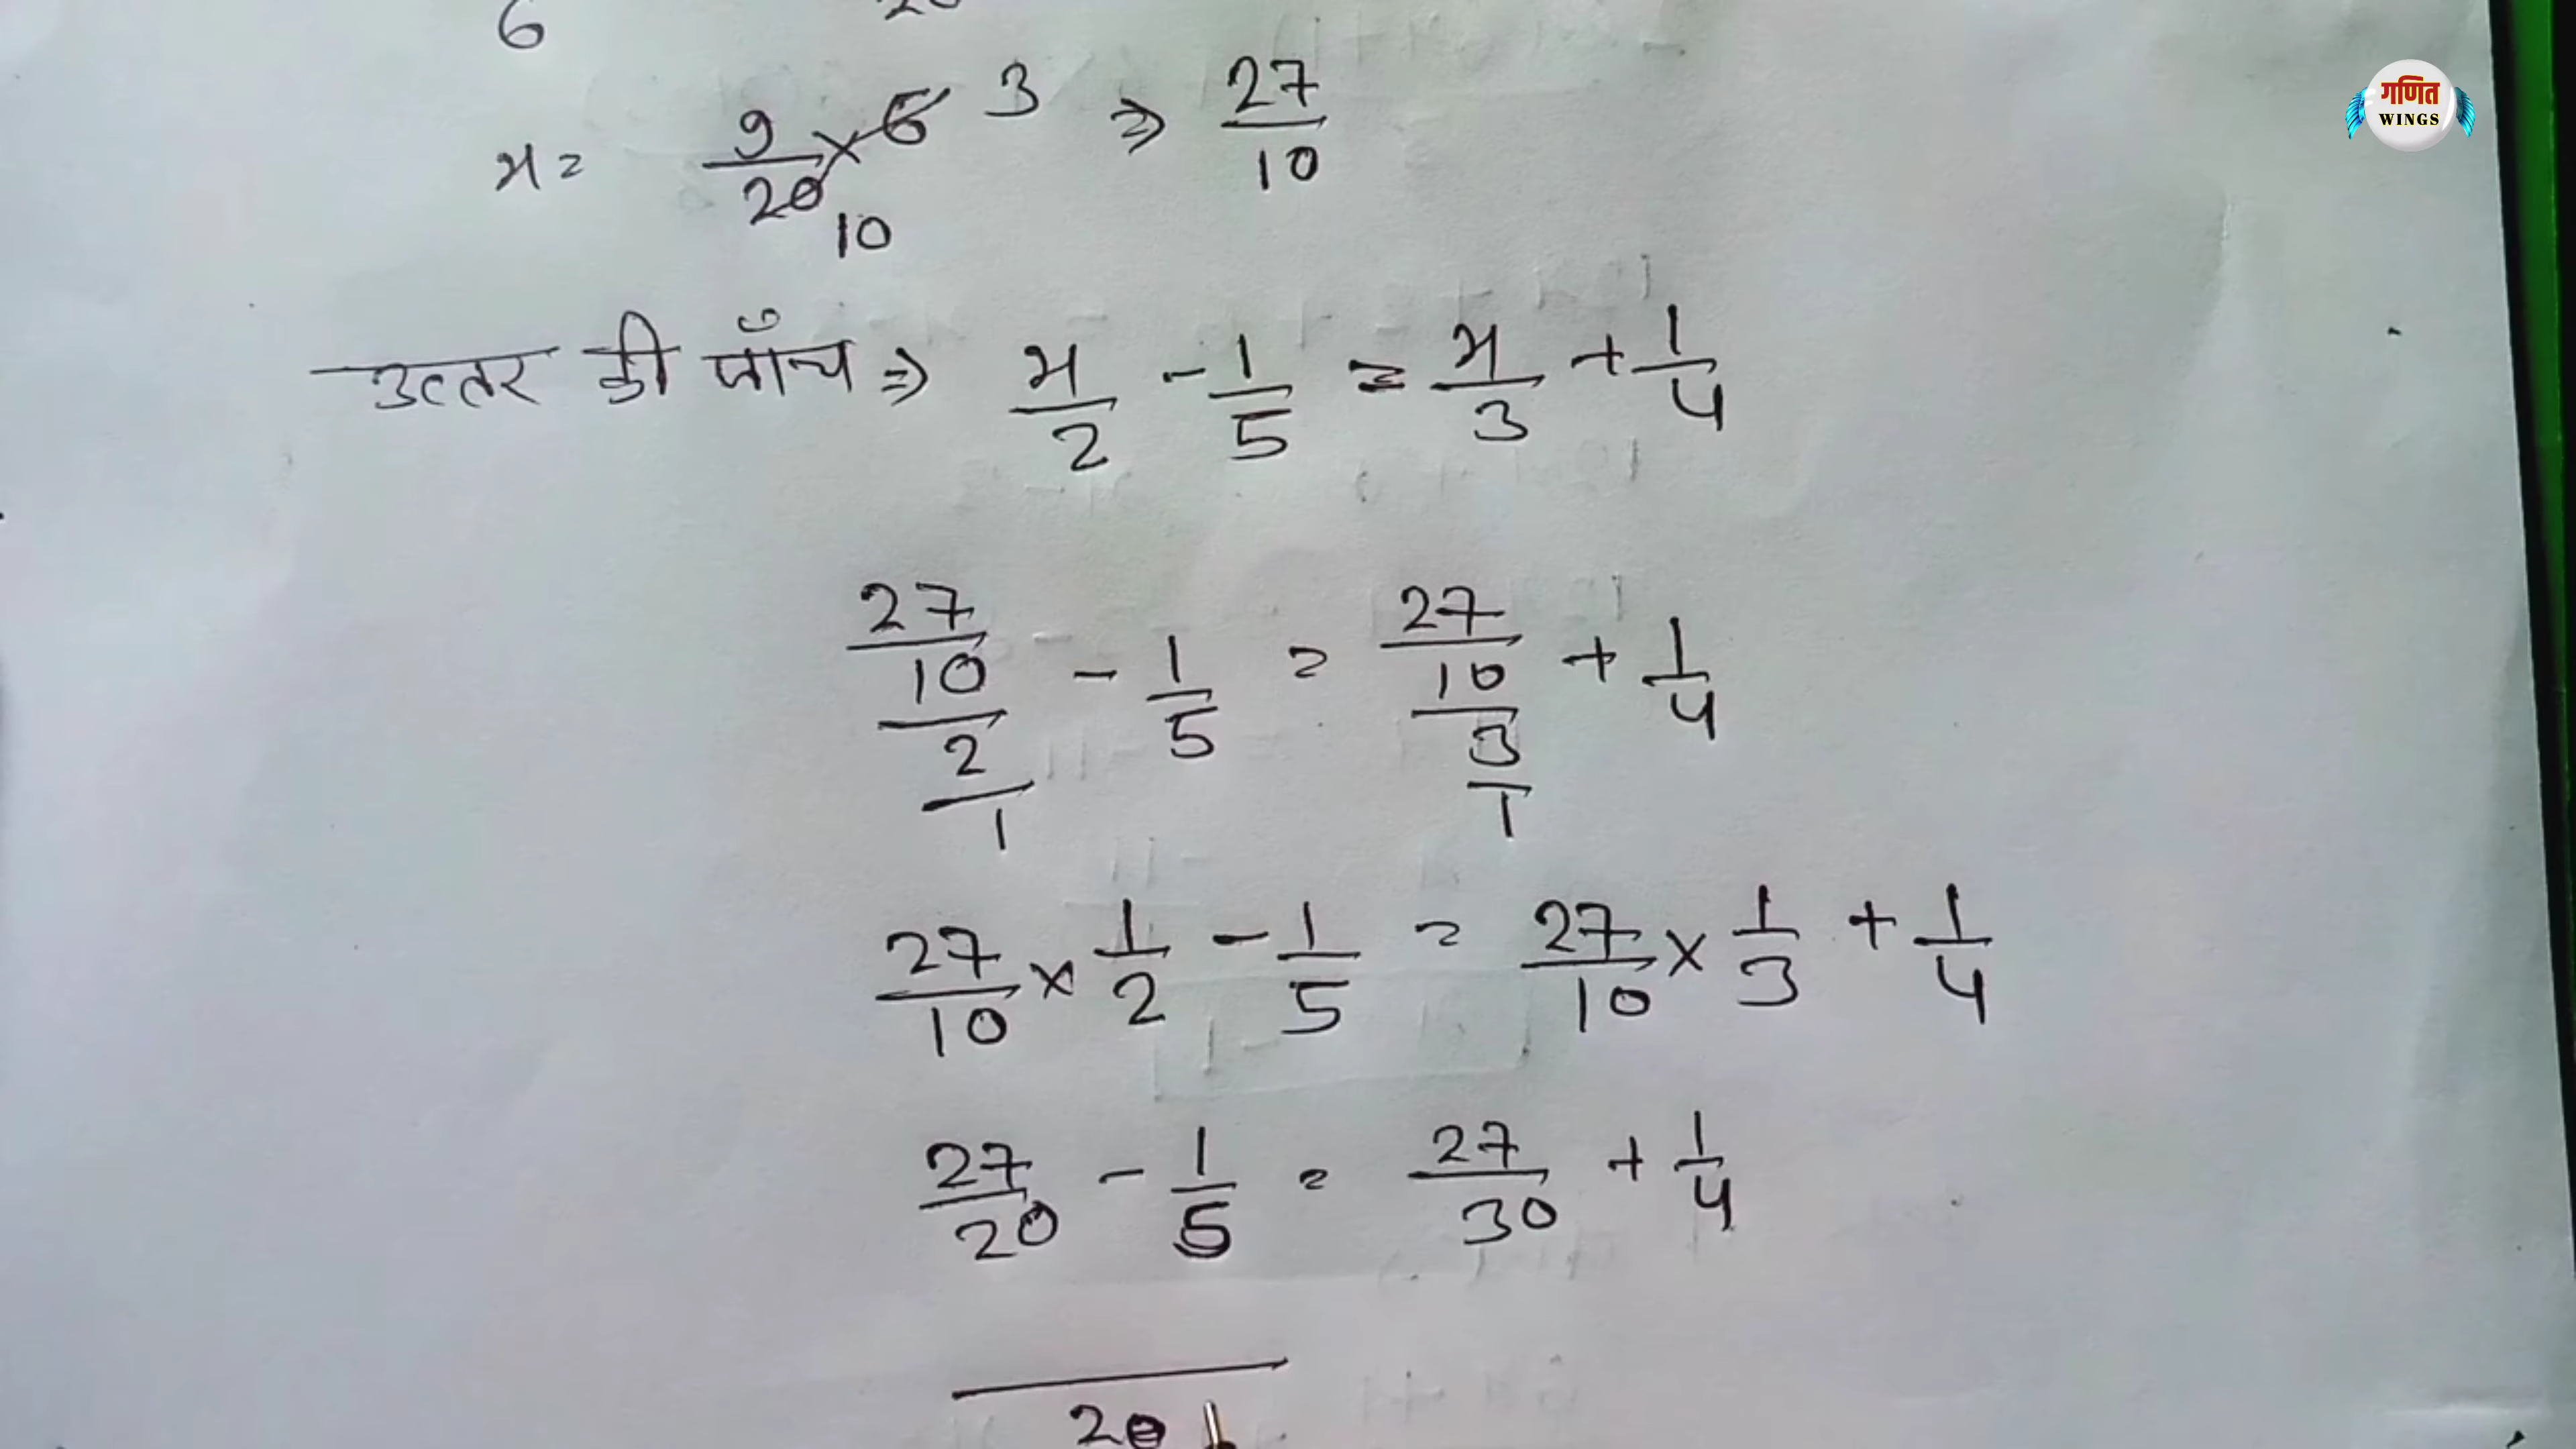 6 20
x = 9/20 × 6 3 ⇒ 27/10
10
उत्तर की जाँच ⇒ x/2 - 1/5 = x/3 + 1/4
27/10/2/1 - 1/5 = 27/10/3/1 + 1/4
27/10 × 1/2 - 1/5 = 27/10 × 1/3 + 1/4
27/20 - 1/5 = 27/30 + 1/4
20
गणित
WINGS